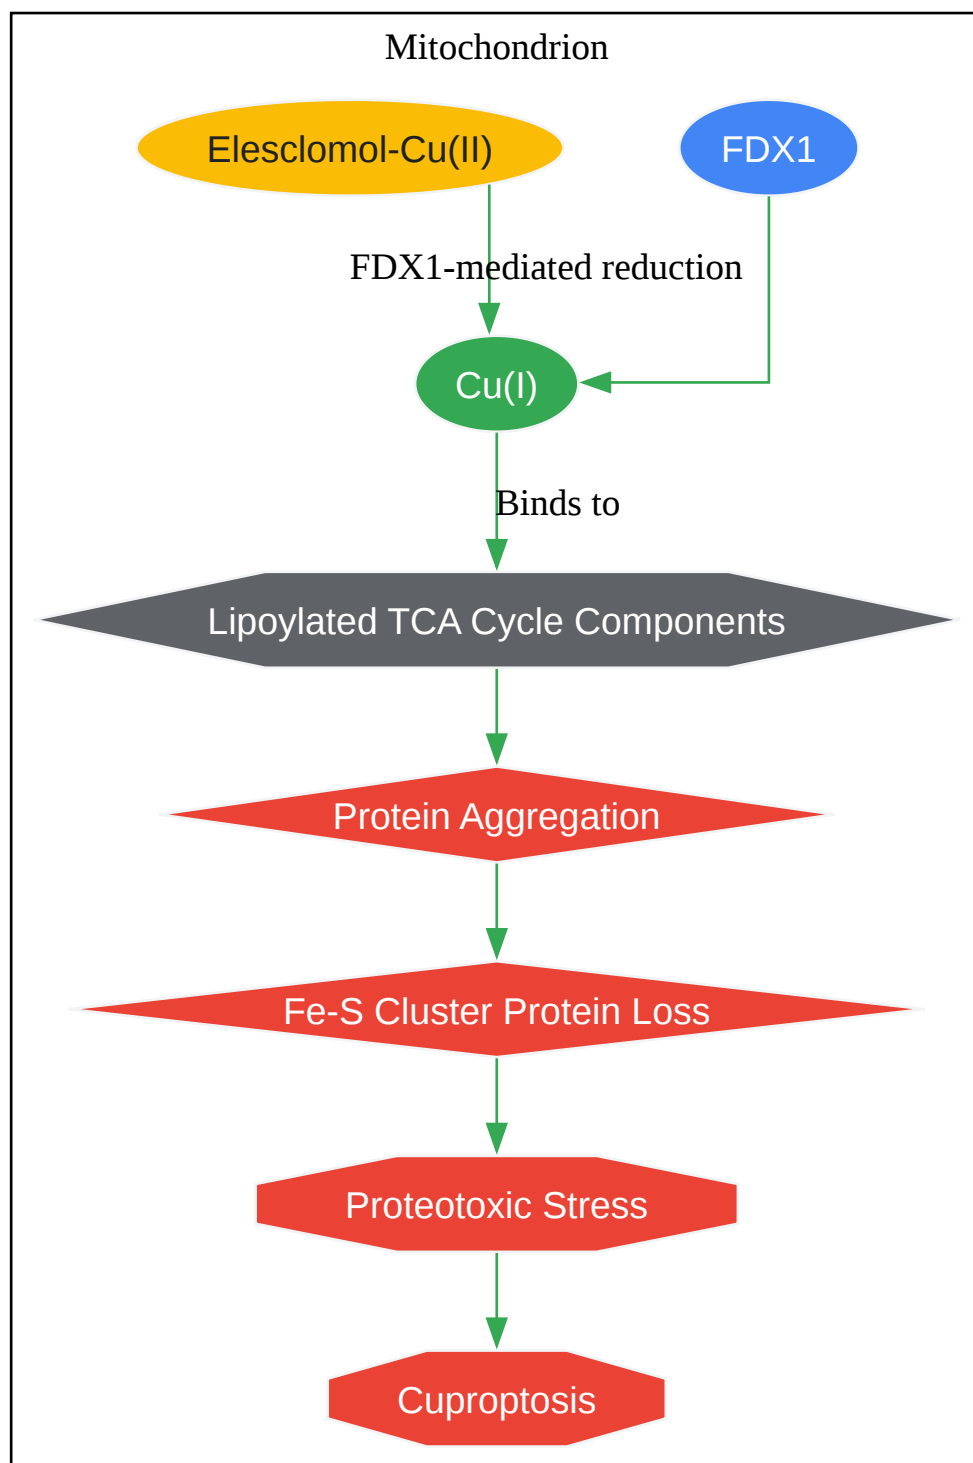 Mitochondrion
Elesclomol-Cu(II)
FDX1
FDX1-mediated reduction
Cu(I)
Binds to
Lipoylated TCA Cycle Components
Protein Aggregation
Fe-S Cluster Protein Loss
Proteotoxic Stress
Cuproptosis